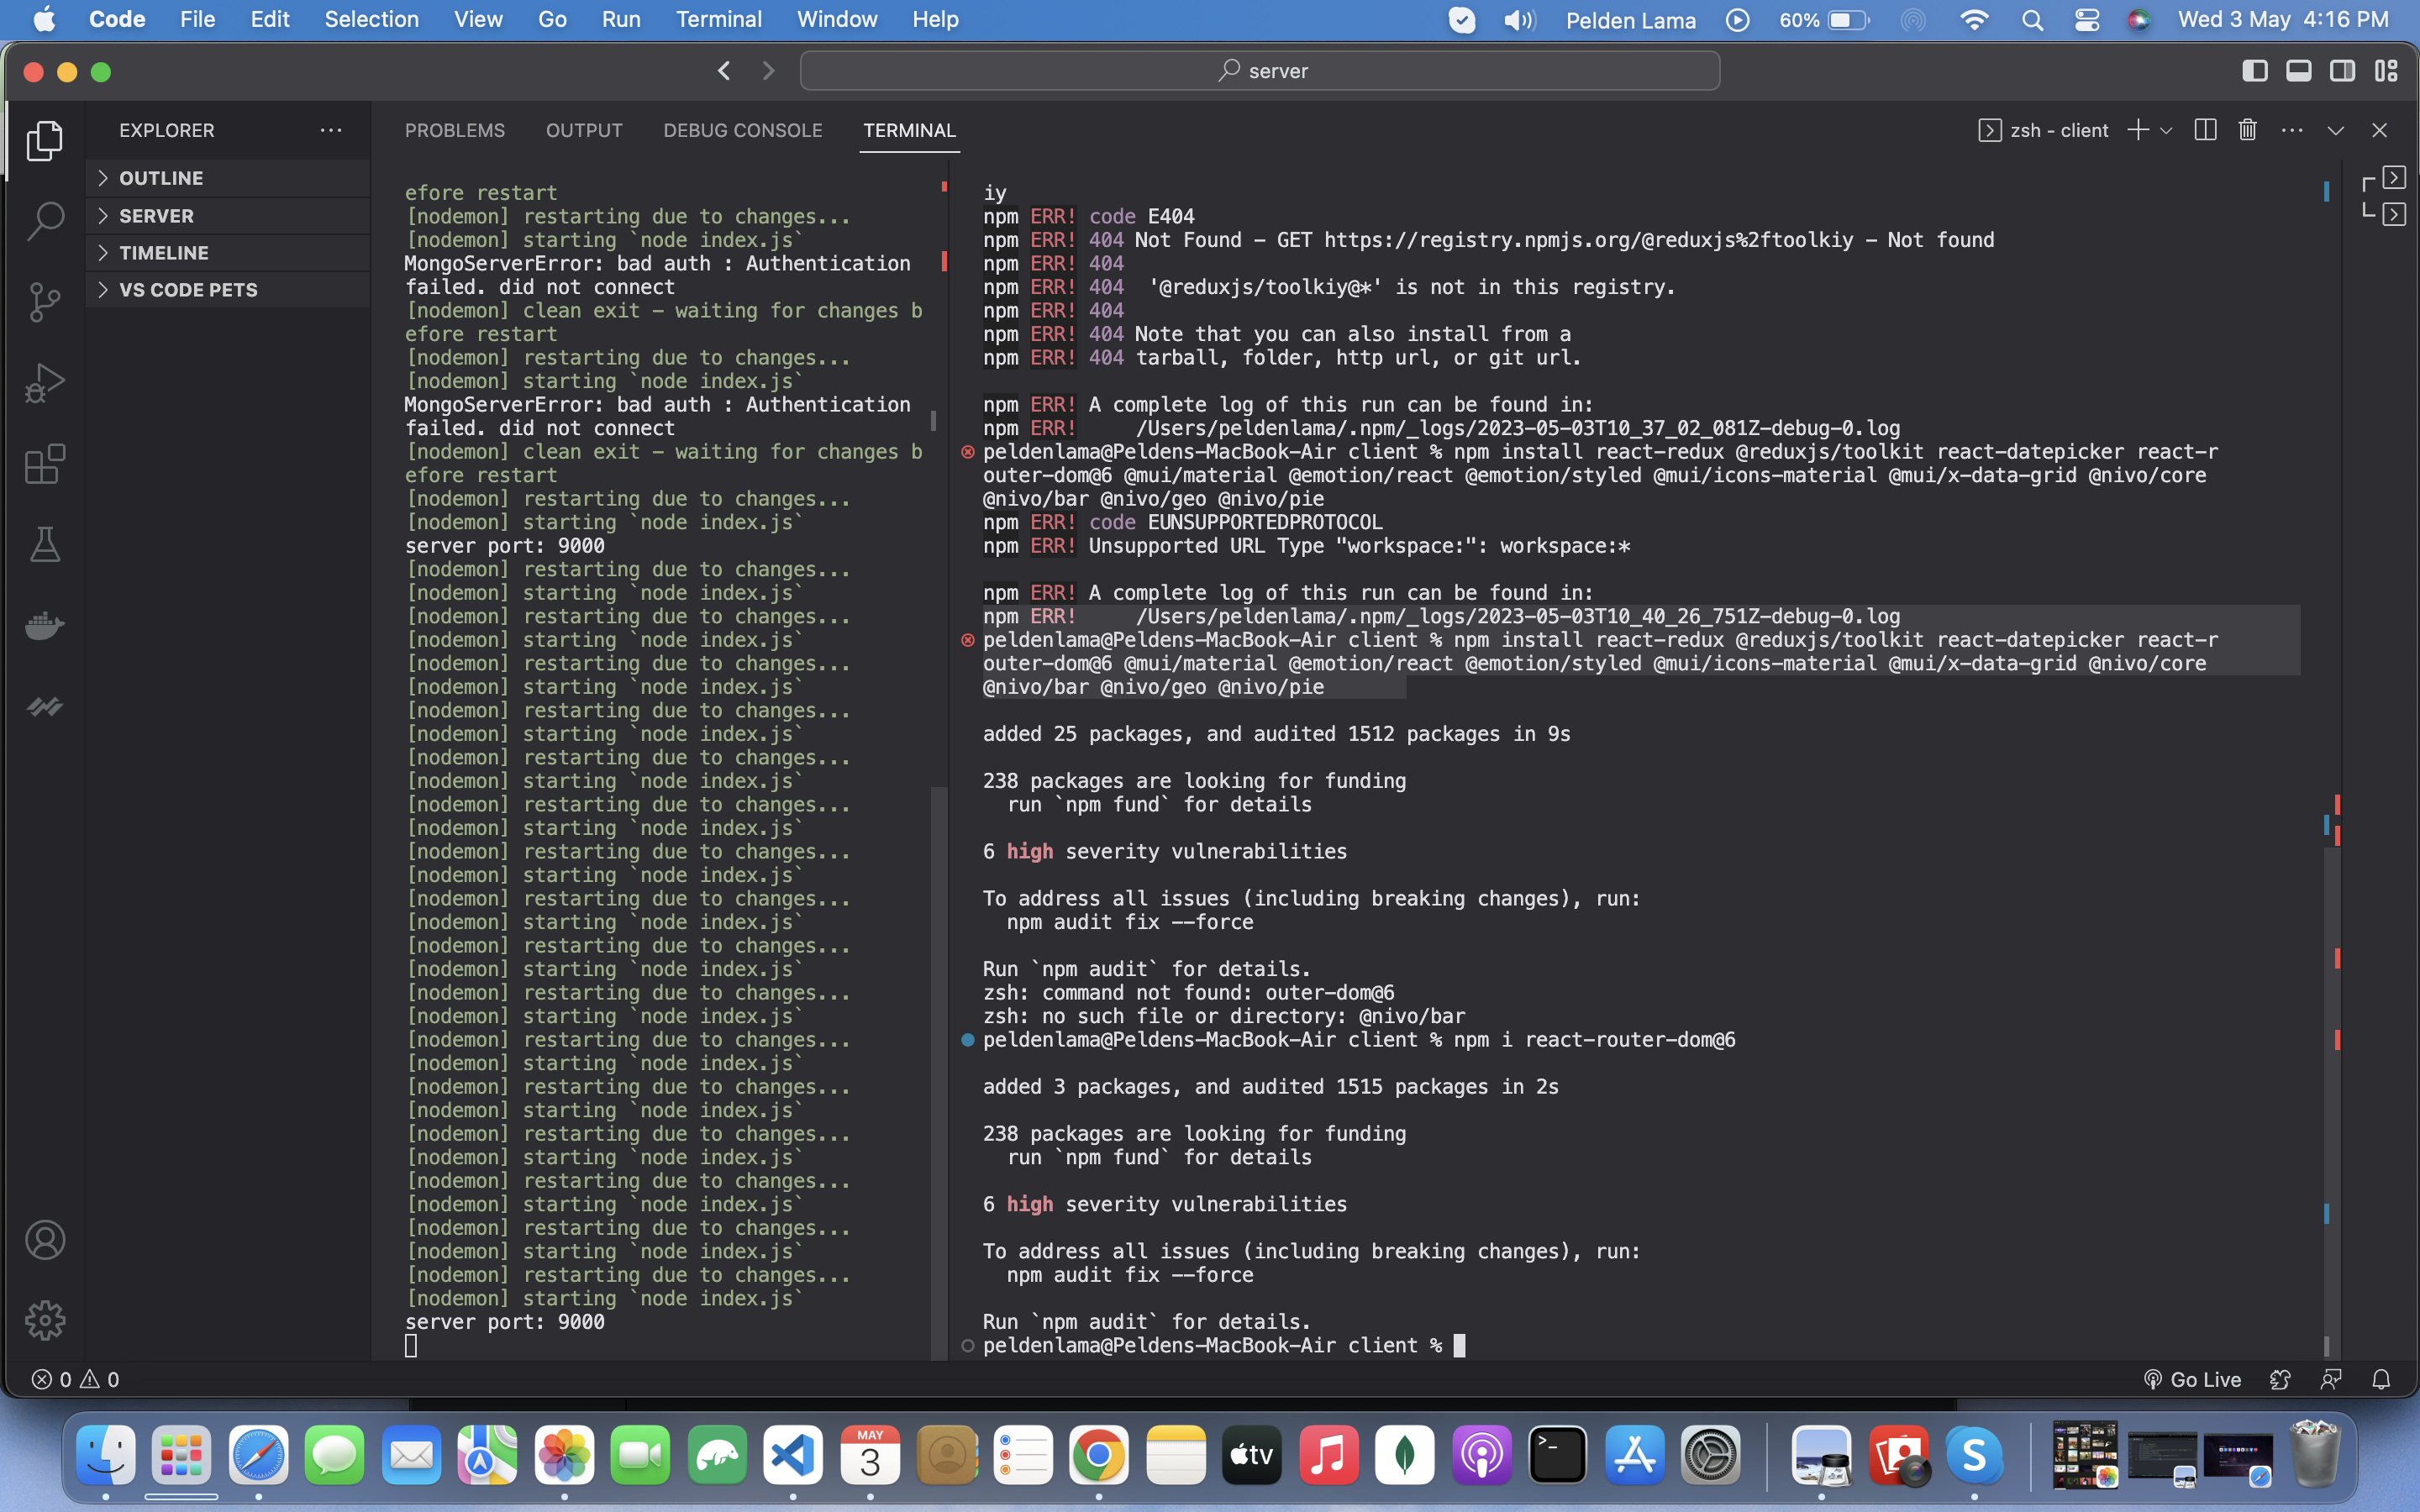 Code File Edit Selection View Go Run Terminal Window Help Pelden Lama 60% Wed 3 May 4:16 PM
server
EXPLORER
OUTLINE
SERVER
TIMELINE
VS CODE PETS
PROBLEMS OUTPUT DEBUG CONSOLE TERMINAL zsh - client
efore restart
[nodemon] restarting due to changes...
[nodemon] starting `node index.js`
MongoServerError: bad auth : Authentication
failed. did not connect
[nodemon] clean exit - waiting for changes b
efore restart
[nodemon] restarting due to changes...
[nodemon] starting `node index.js`
MongoServerError: bad auth : Authentication
failed. did not connect
[nodemon] clean exit - waiting for changes b
efore restart
[nodemon] restarting due to changes...
[nodemon] starting `node index.js`
server port: 9000
[nodemon] restarting due to changes...
[nodemon] starting `node index.js`
[nodemon] restarting due to changes...
[nodemon] starting `node index.js`
[nodemon] restarting due to changes...
[nodemon] starting `node index.js`
[nodemon] restarting due to changes...
[nodemon] starting `node index.js`
[nodemon] restarting due to changes...
[nodemon] starting `node index.js`
[nodemon] restarting due to changes...
[nodemon] starting `node index.js`
[nodemon] restarting due to changes...
[nodemon] starting `node index.js`
[nodemon] restarting due to changes...
[nodemon] starting `node index.js`
[nodemon] restarting due to changes...
[nodemon] starting `node index.js`
[nodemon] restarting due to changes...
[nodemon] starting `node index.js`
[nodemon] restarting due to changes...
[nodemon] starting `node index.js`
[nodemon] restarting due to changes...
[nodemon] starting `node index.js`
[nodemon] restarting due to changes...
[nodemon] starting `node index.js`
[nodemon] restarting due to changes...
[nodemon] starting `node index.js`
[nodemon] restarting due to changes...
[nodemon] starting `node index.js`
[nodemon] restarting due to changes...
[nodemon] starting `node index.js`
server port: 9000
iy
npm ERR! code E404
npm ERR! 404 Not Found - GET https://registry.npmjs.org/@reduxjs%2ftoolkiy - Not found
npm ERR! 404
npm ERR! 404  '@reduxjs/toolkiy@*' is not in this registry.
npm ERR! 404
npm ERR! 404 Note that you can also install from a
npm ERR! 404 tarball, folder, http url, or git url.
npm ERR! A complete log of this run can be found in:
npm ERR!     /Users/peldenlama/.npm/_logs/2023-05-03T10_37_02_081Z-debug-0.log
peldenlama@Peldens-MacBook-Air client % npm install react-redux @reduxjs/toolkit react-datepicker react-r
outer-dom@6 @mui/material @emotion/react @emotion/styled @mui/icons-material @mui/x-data-grid @nivo/core
@nivo/bar @nivo/geo @nivo/pie
npm ERR! code EUNSUPPORTEDPROTOCOL
npm ERR! Unsupported URL Type "workspace:": workspace:*
npm ERR! A complete log of this run can be found in:
npm ERR!     /Users/peldenlama/.npm/_logs/2023-05-03T10_40_26_751Z-debug-0.log
peldenlama@Peldens-MacBook-Air client % npm install react-redux @reduxjs/toolkit react-datepicker react-r
outer-dom@6 @mui/material @emotion/react @emotion/styled @mui/icons-material @mui/x-data-grid @nivo/core
@nivo/bar @nivo/geo @nivo/pie
added 25 packages, and audited 1512 packages in 9s
238 packages are looking for funding
run `npm fund` for details
6 high severity vulnerabilities
To address all issues (including breaking changes), run:
npm audit fix --force
Run `npm audit` for details.
zsh: command not found: outer-dom@6
zsh: no such file or directory: @nivo/bar
peldenlama@Peldens-MacBook-Air client % npm i react-router-dom@6
added 3 packages, and audited 1515 packages in 2s
238 packages are looking for funding
run `npm fund` for details
6 high severity vulnerabilities
To address all issues (including breaking changes), run:
npm audit fix --force
Run `npm audit` for details.
peldenlama@Peldens-MacBook-Air client %
0 0 Go Live
MAY
3
tv